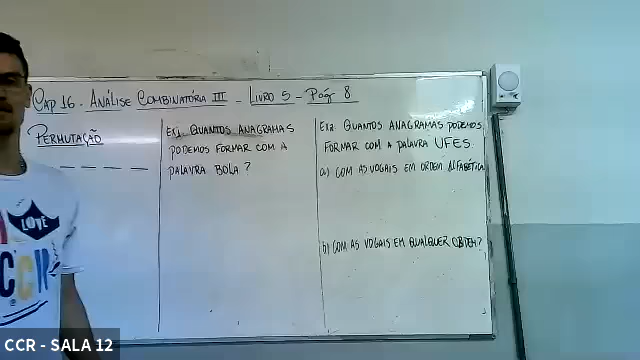 Cap 16. Análise Combinatória III - Livro 5 - Pág 8
Permutação
Ex1. Quantos anagramas
podemos formar com a
palavra BOLA?
Ex2. Quantos anagramas podemos
formar com a palavra UFES.
a) com as vogais em ordem alfabética
b) com as vogais em qualquer ordem?
LOVE
CCR - SALA 12